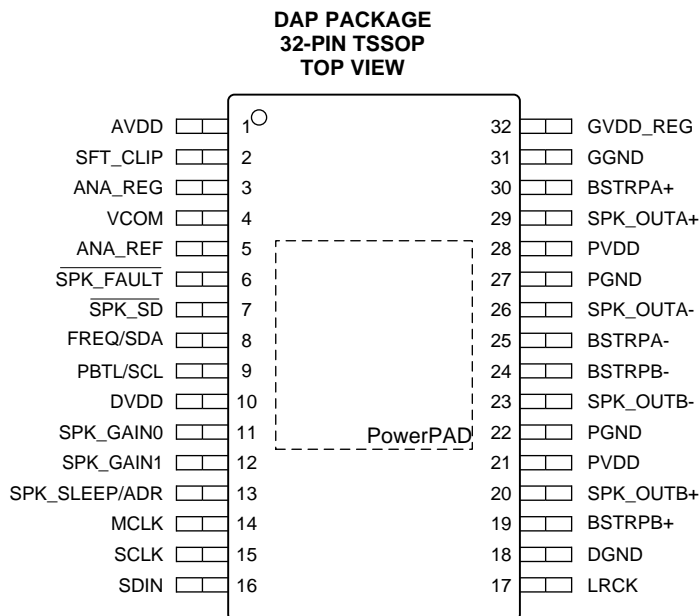 DAP PACKAGE
32-PIN TSSOP
TOP VIEW
AVDD 1 32 GVDD_REG
SFT_CLIP 2 31 GGND
ANA_REG 3 30 BSTRPA+
VCOM 4 29 SPK_OUTA+
ANA_REF 5 28 PVDD
SPK_FAULT 6 27 PGND
SPK_SD 7 26 SPK_OUTA-
FREQ/SDA 8 25 BSTRPA-
PBTL/SCL 9 24 BSTRPB-
DVDD 10 23 SPK_OUTB-
SPK_GAIN0 11 PowerPAD 22 PGND
SPK_GAIN1 12 21 PVDD
SPK_SLEEP/ADR 13 20 SPK_OUTB+
MCLK 14 19 BSTRPB+
SCLK 15 18 DGND
SDIN 16 17 LRCK